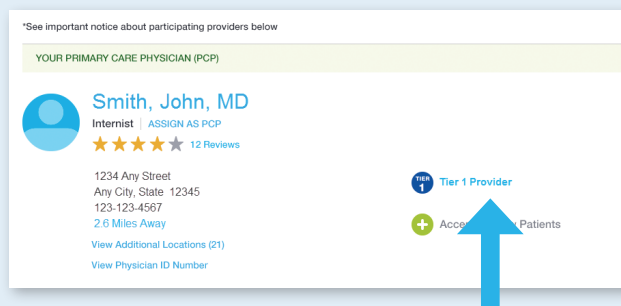 *See important notice about participating providers below
YOUR PRIMARY CARE PHYSICIAN (PCP)
Smith, John, MD
Internist | ASSIGN AS PCP
12 Reviews
1234 Any Street
Any City, State 12345
123-123-4567
2.6 Miles Away
View Additional Locations (21)
View Physician ID Number
TIER
1
Tier 1 Provider
Patients